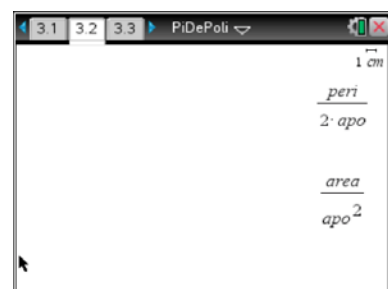 3.1 3.2 3.3 PiDePoli
1 cm
peri
2· apo
area
apo²